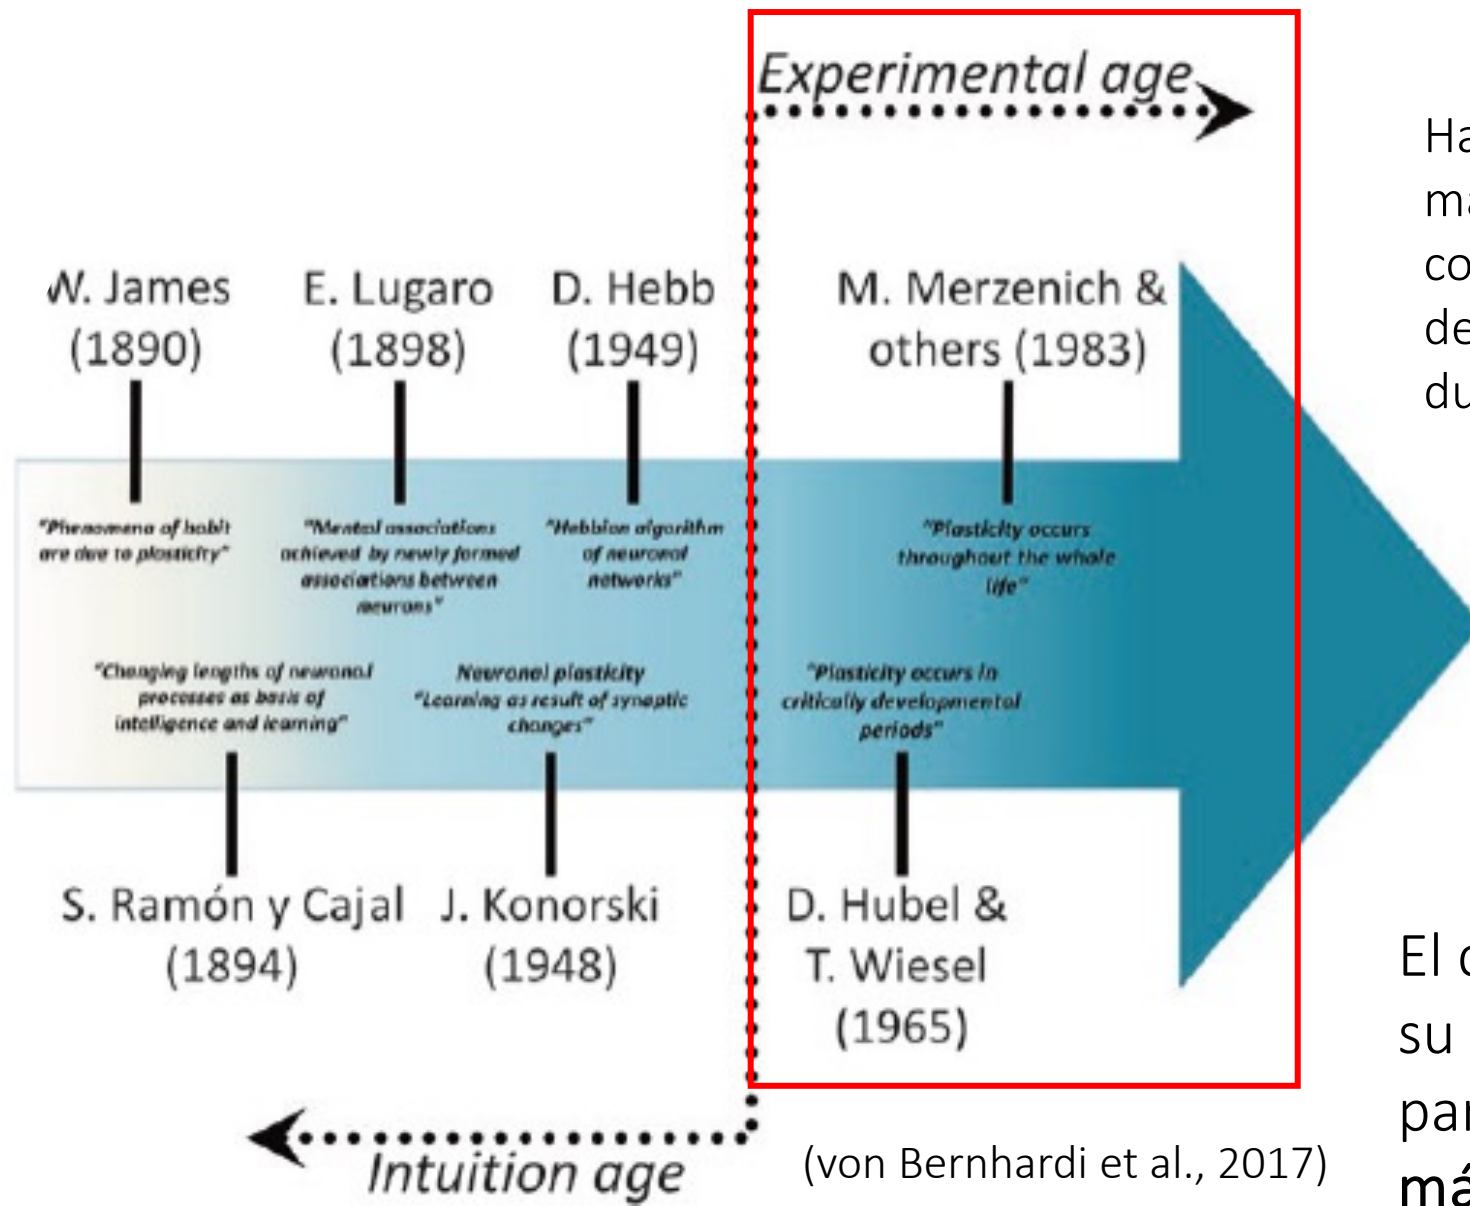 Experimental age
W. James
(1890)
E. Lugaro
(1898)
D. Hebb
(1949)
M. Merzenich &
others (1983)
"Phenomena of habit
are due to plasticity"
"Mental associations
achieved by newly formed
associations between
neurons"
"Hebbian algorithm
of neuronal
networks"
"Plasticity occurs
throughout the whole
life"
"Changing lengths of neuronal
processes as basis of
intelligence and learning"
Neuronal plasticity
"Learning as result of synaptic
changes"
"Plasticity occurs in
critically developmental
periods"
S. Ramón y Cajal
(1894)
J. Konorski
(1948)
D. Hubel &
T. Wiesel
(1965)
Intuition age
(von Bernhardi et al., 2017)
El
su